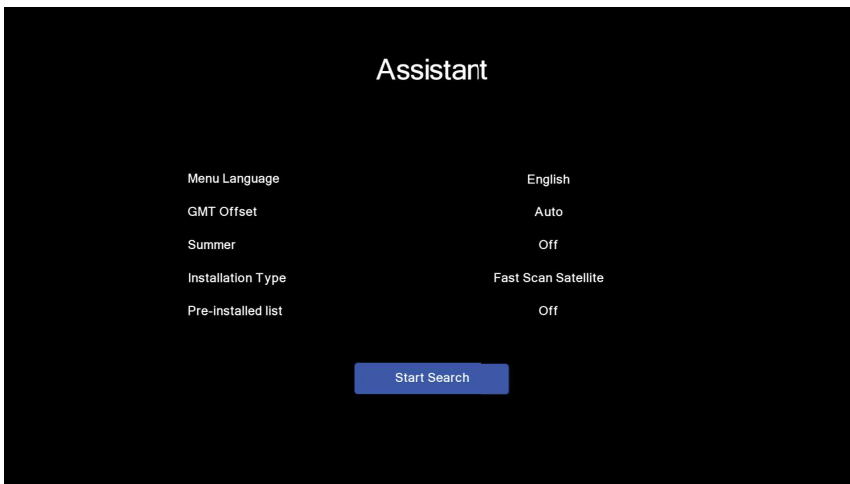 Assistant
Menu Language English
GMT Offset Auto
Summer Off
Installation Type Fast Scan Satellite
Pre-installed list Off
Start Search